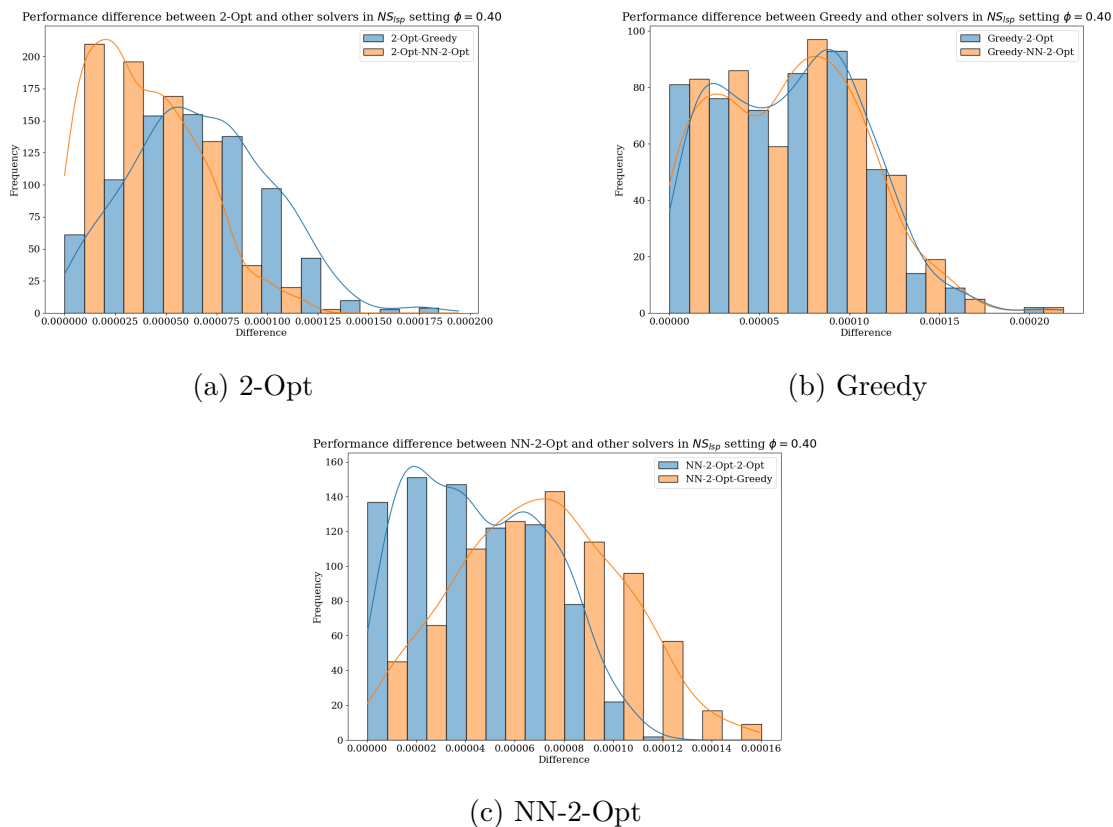 Performance difference between 2-Opt and other solvers in NS_lsp setting ϕ = 0.40
2-Opt-Greedy
2-Opt-NN-2-Opt
Frequency
200
175
150
125
100
75
50
25
0
0.000000 0.000025 0.000050 0.000075 0.000100 0.000125 0.000150 0.000175 0.000200
Difference
(a) 2-Opt
Performance difference between Greedy and other solvers in NS_lsp setting ϕ = 0.40
Greedy-2-Opt
Greedy-NN-2-Opt
Frequency
100
80
60
40
20
0
0.00000 0.00005 0.00010 0.00015 0.00020
Difference
(b) Greedy
Performance difference between NN-2-Opt and other solvers in NS_lsp setting ϕ = 0.40
NN-2-Opt-2-Opt
NN-2-Opt-Greedy
Frequency
160
140
120
100
80
60
40
20
0
0.00000 0.00002 0.00004 0.00006 0.00008 0.00010 0.00012 0.00014 0.00016
Difference
(c) NN-2-Opt